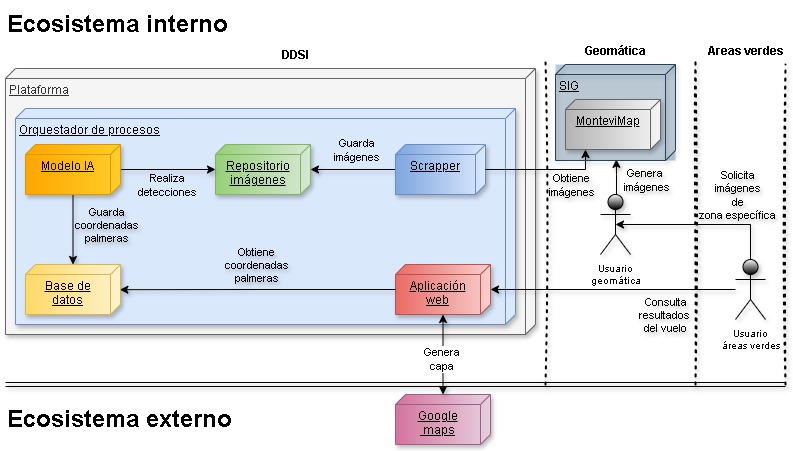 Ecosistema interno
DDSI
Geomática
Areas verdes
Plataforma
SIG
MonteviMap
Orquestador de procesos
Modelo IA
Realiza
detecciones
Repositorio
imágenes
Guarda
imágenes
Scrapper
Obtiene
imágenes
Genera
imágenes
Solicita
imágenes
de
zona específica
Guarda
coordenadas
palmeras
Usuario
geomática
Base de
datos
Obtiene
coordenadas
palmeras
Aplicación
web
Consulta
resultados
del vuelo
Usuario
áreas verdes
Genera
capa
Ecosistema externo
Google
maps